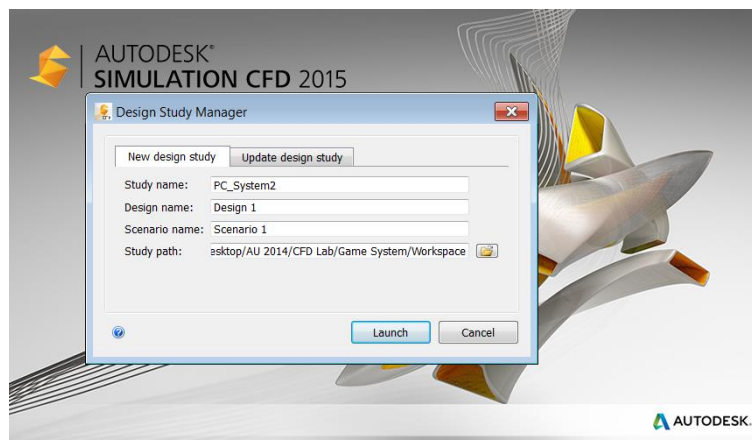 AUTODESK®
SIMULATION CFD 2015
Design Study Manager
New design study Update design study
Study name: PC_System2
Design name: Design 1
Scenario name: Scenario 1
Study path: esktop/AU 2014/CFD Lab/Game System/Workspace
Launch Cancel
AUTODESK.